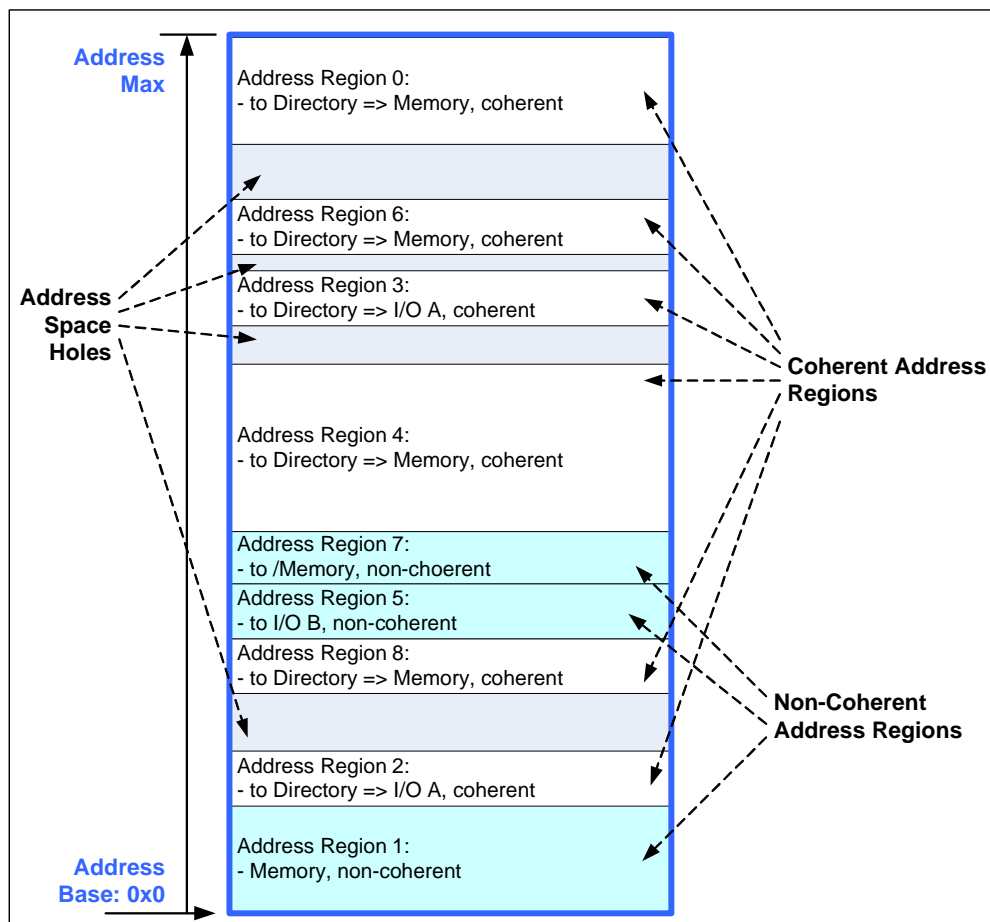 Address
Max
Address Region 0:
- to Directory => Memory, coherent
Address Region 6:
- to Directory => Memory, coherent
Address Region 3:
- to Directory => I/O A, coherent
Address
Space
Holes
Coherent Address
Regions
Address Region 4:
- to Directory => Memory, coherent
Address Region 7:
- to /Memory, non-choerent
Address Region 5:
- to I/O B, non-coherent
Address Region 8:
- to Directory => Memory, coherent
Non-Coherent
Address Regions
Address Region 2:
- to Directory => I/O A, coherent
Address Region 1:
- Memory, non-coherent
Address
Base: 0x0